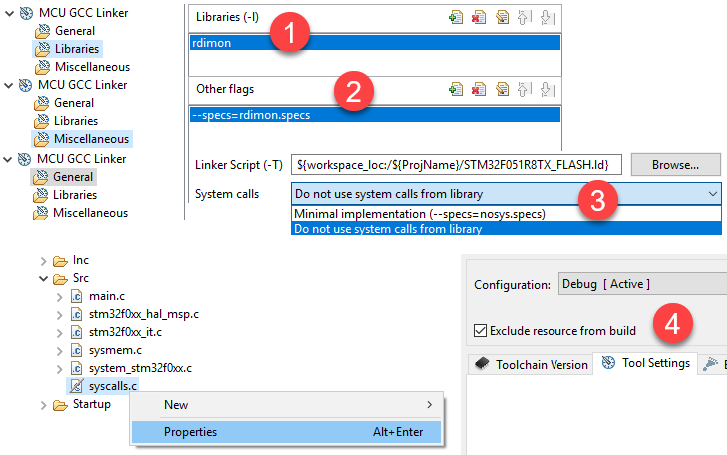 MCU GCC Linker
General
Libraries
Miscellaneous
MCU GCC Linker
General
Libraries
Miscellaneous
MCU GCC Linker
General
Libraries
Miscellaneous
Libraries (-l)
1
rdimon
Other flags
2
--specs=rdimon.specs
Linker Script (-T)
${workspace_loc:/${ProjName}/STM32F051R8TX_FLASH.ld}
Browse...
System calls
Do not use system calls from library
3
Minimal implementation (--specs=nosys.specs)
Do not use system calls from library
Inc
Src
main.c
stm32f0xx_hal_msp.c
stm32f0xx_it.c
sysmem.c
system_stm32f0xx.c
syscalls.c
Startup
New
Properties Alt+Enter
Configuration:
Debug [ Active ]
4
Exclude resource from build
Toolchain Version
Tool Settings